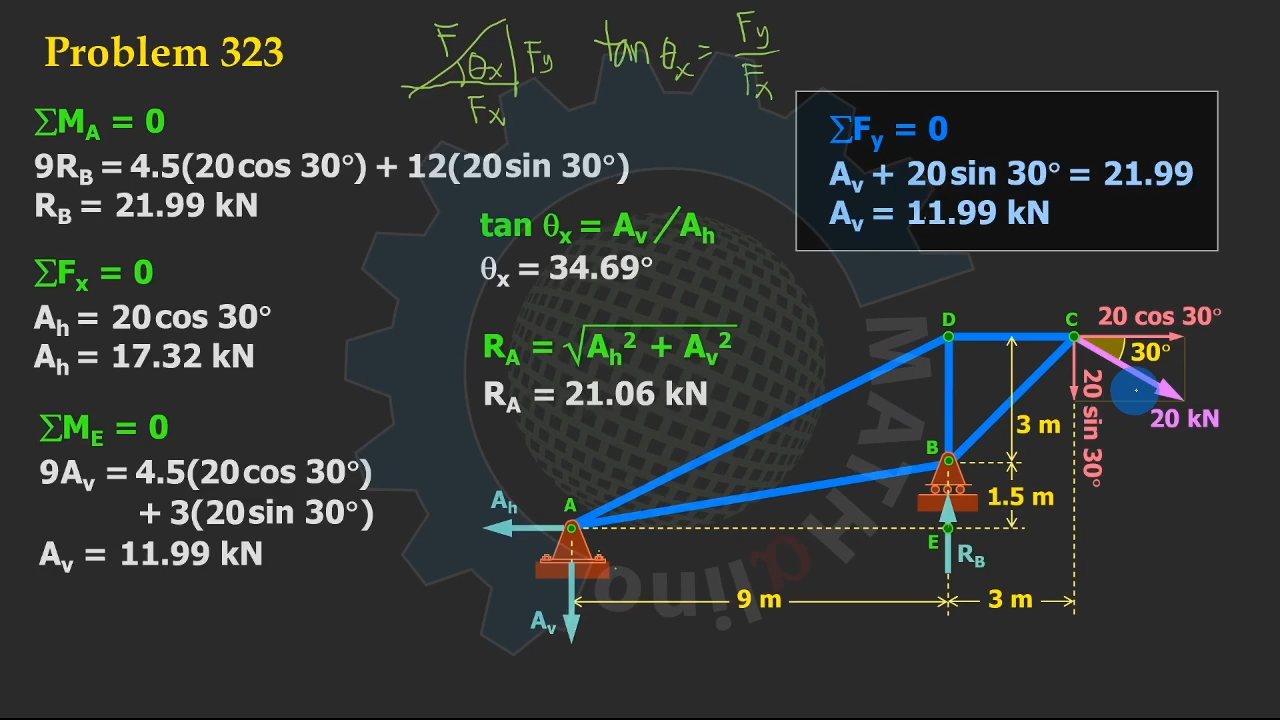 Problem 323
F
θx
Fy
Fx
tan θx = Fy / Fx
ΣMA = 0
9RB = 4.5(20 cos 30°) + 12(20 sin 30°)
RB = 21.99 kN
ΣFx = 0
Ah = 20 cos 30°
Ah = 17.32 kN
ΣME = 0
9Av = 4.5(20 cos 30°)
+ 3(20 sin 30°)
Av = 11.99 kN
tan θx = Av / Ah
θx = 34.69°
RA = √Ah² + Av²
RA = 21.06 kN
ΣFy = 0
Av + 20 sin 30° = 21.99
Av = 11.99 kN
D
C
20 cos 30°
30°
20 sin 30°
20 kN
3 m
B
1.5 m
Ah
A
E
RB
Av
9 m
3 m
MATHalino